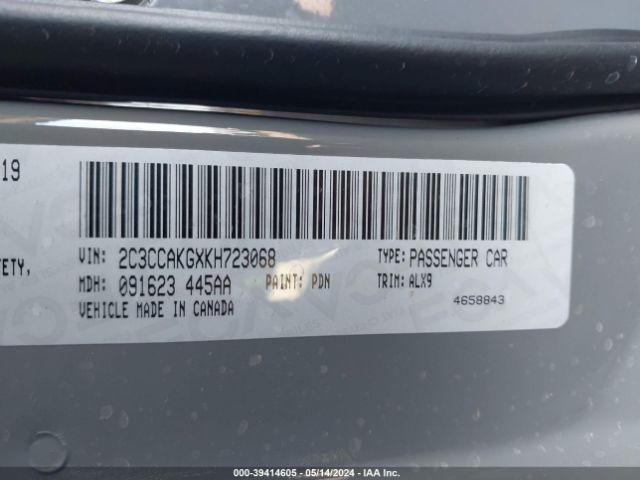 19
VIN: 2C3CCAKGXKH723068 TYPE: PASSENGER CAR
ETY,
MDH: 091623 445AA PAINT: PDN TRIM: ALX9
VEHICLE MADE IN CANADA 4658843
000-39414605 - 05/14/2024 - IAA Inc.